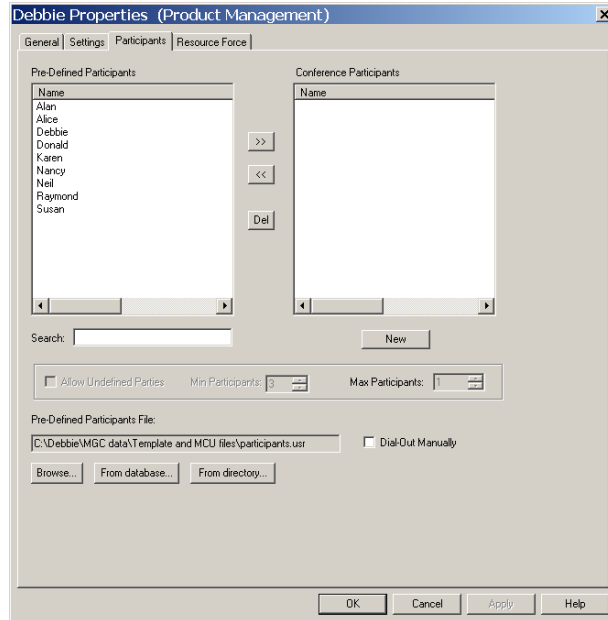 Debbie Properties (Product Management)
General Settings Participants Resource Force
Pre-Defined Participants Conference Participants
Name Name
Alan
Alice
Debbie
Donald
Karen
Nancy
Neil
Raymond
Susan
>>
<<
Del
Search: New
Allow Undefined Parties Min Participants: 3 Max Participants: 1
Pre-Defined Participants File:
C:\Debbie\MGC data\Template and MCU files\participants.usr Dial-Out Manually
Browse... From database... From directory...
OK Cancel Apply Help